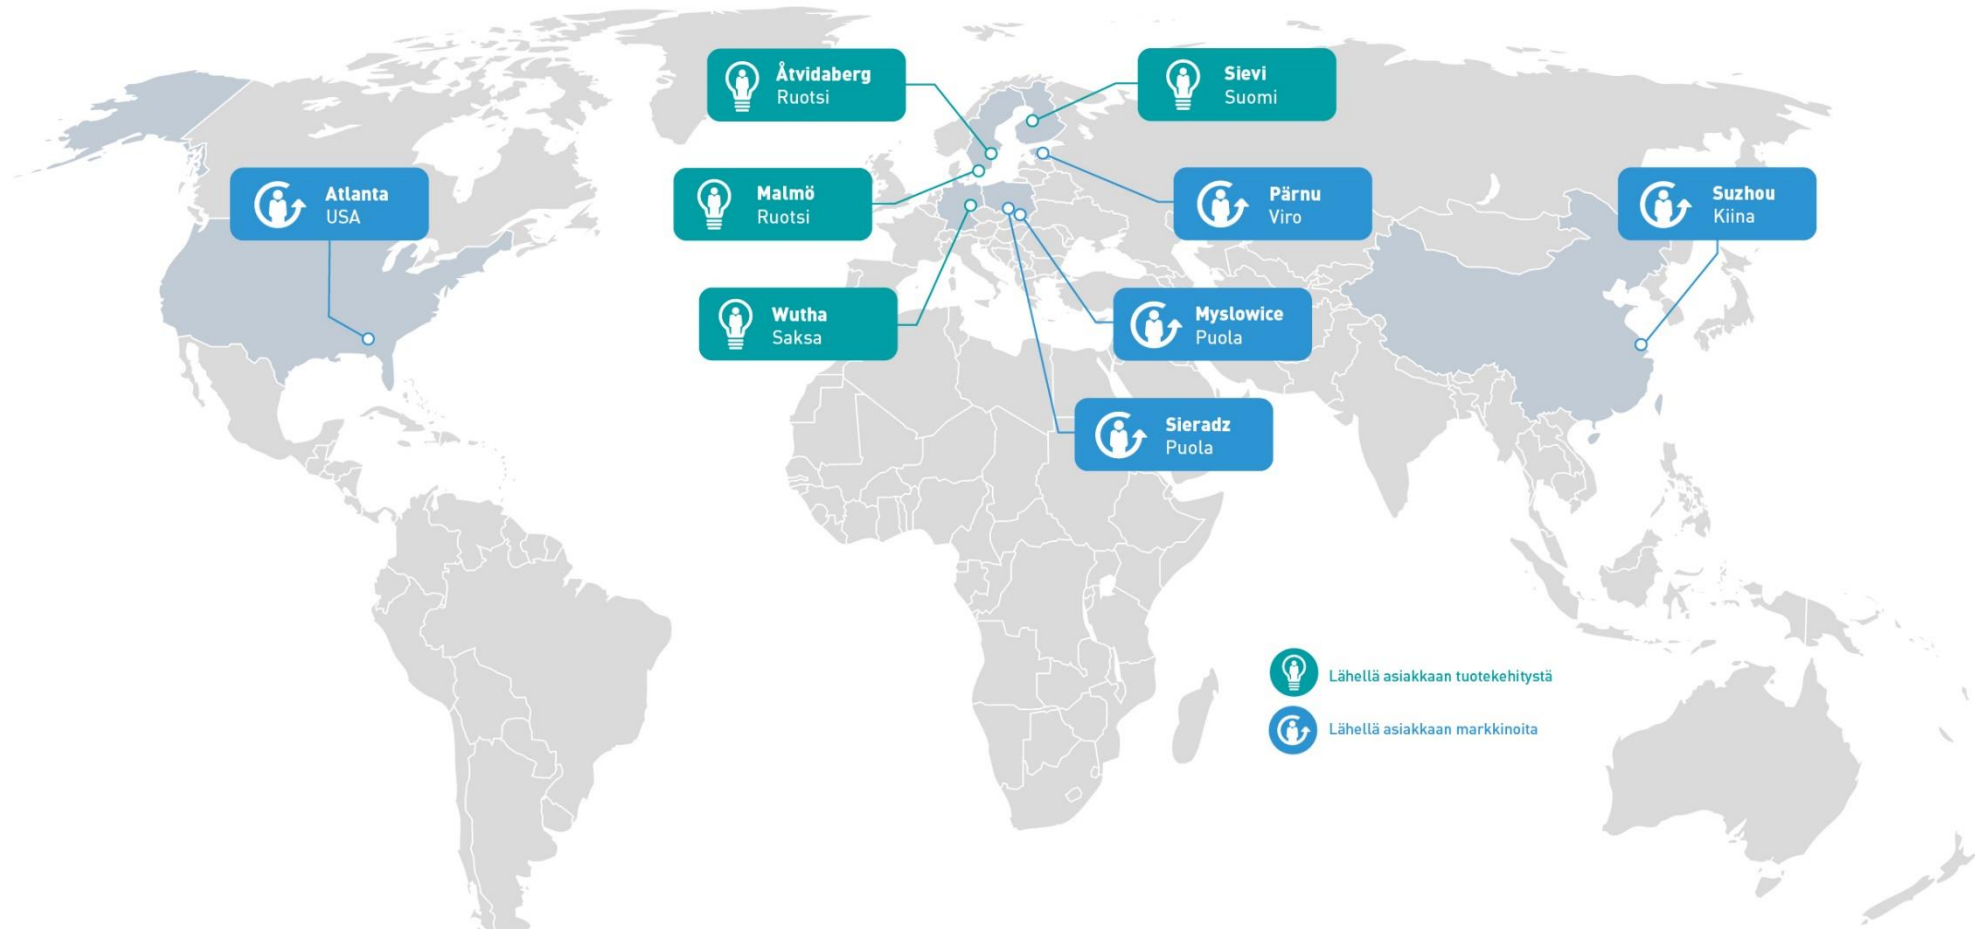 Åtvidaberg
Ruotsi
Sievi
Suomi
Atlanta
USA
Malmö
Ruotsi
Pärnu
Viro
Suzhou
Kiina
Wutha
Saksa
Myslowice
Puola
Sieradz
Puola
Lähellä asiakkaan tuotekehitystä
Lähellä asiakkaan markkinoita